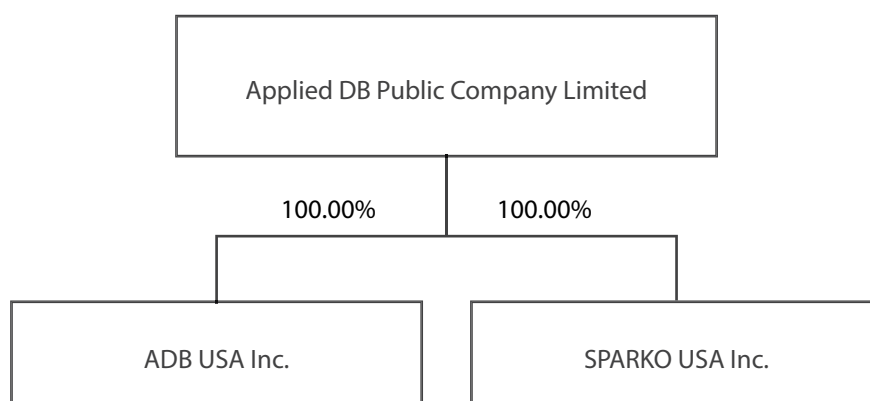 Applied DB Public Company Limited
100.00%
100.00%
ADB USA Inc.
SPARKO USA Inc.